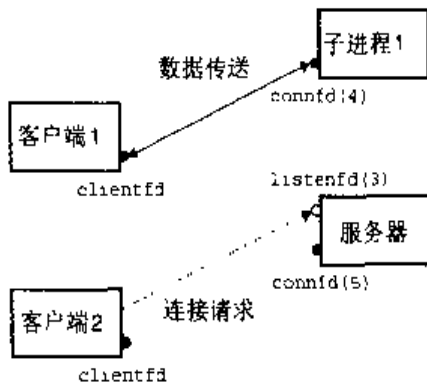 子进程1
数据传送
connfd(4)
客户端1
clientfd
listenfd(3)
服务器
connfd(5)
客户端2
连接请求
clientfd